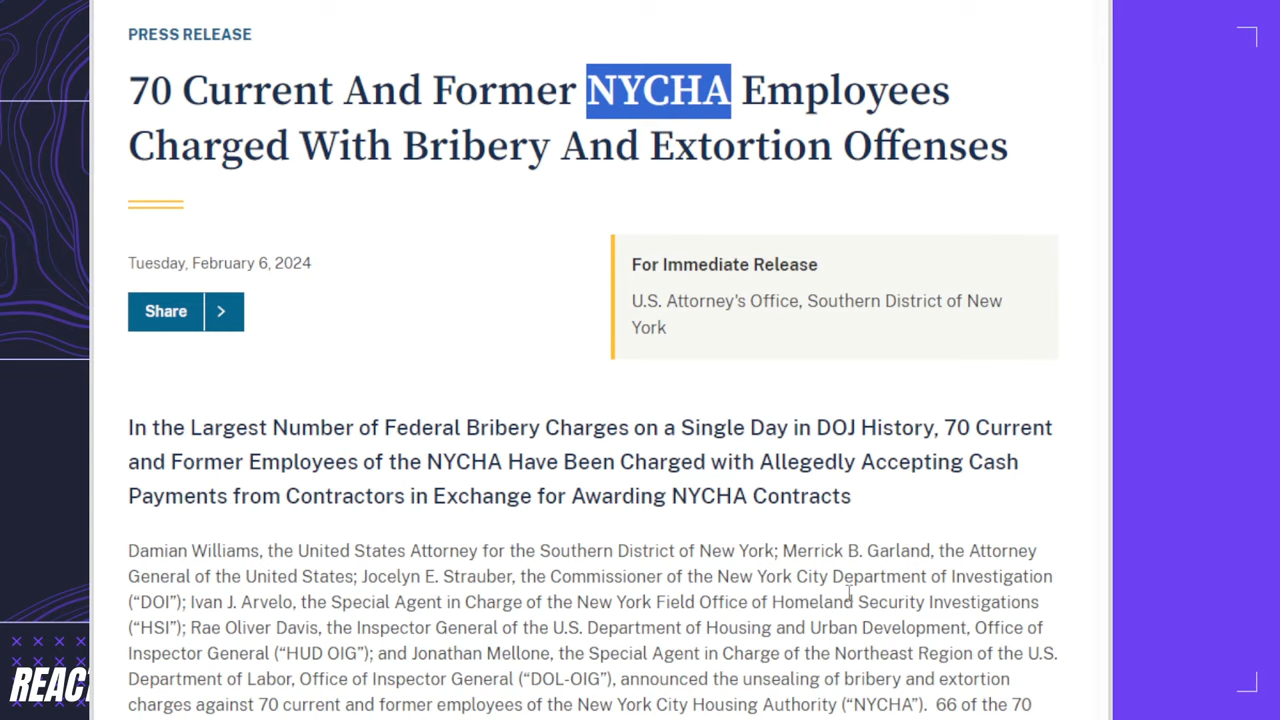 PRESS RELEASE
70 Current And Former NYCHA Employees
Charged With Bribery And Extortion Offenses
Tuesday, February 6, 2024
For Immediate Release
Share
U.S. Attorney's Office, Southern District of New
York
In the Largest Number of Federal Bribery Charges on a Single Day in DOJ History, 70 Current
and Former Employees of the NYCHA Have Been Charged with Allegedly Accepting Cash
Payments from Contractors in Exchange for Awarding NYCHA Contracts
Damian Williams, the United States Attorney for the Southern District of New York; Merrick B. Garland, the Attorney
General of the United States; Jocelyn E. Strauber, the Commissioner of the New York City Department of Investigation
(“DOI”); Ivan J. Arvelo, the Special Agent in Charge of the New York Field Office of Homeland Security Investigations
(“HSI”); Rae Oliver Davis, the Inspector General of the U.S. Department of Housing and Urban Development, Office of
Inspector General (“HUD OIG”); and Jonathan Mellone, the Special Agent in Charge of the Northeast Region of the U.S.
Department of Labor, Office of Inspector General (“DOL-OIG”), announced the unsealing of bribery and extortion
charges against 70 current and former employees of the New York City Housing Authority (“NYCHA”).  66 of the 70
REACT